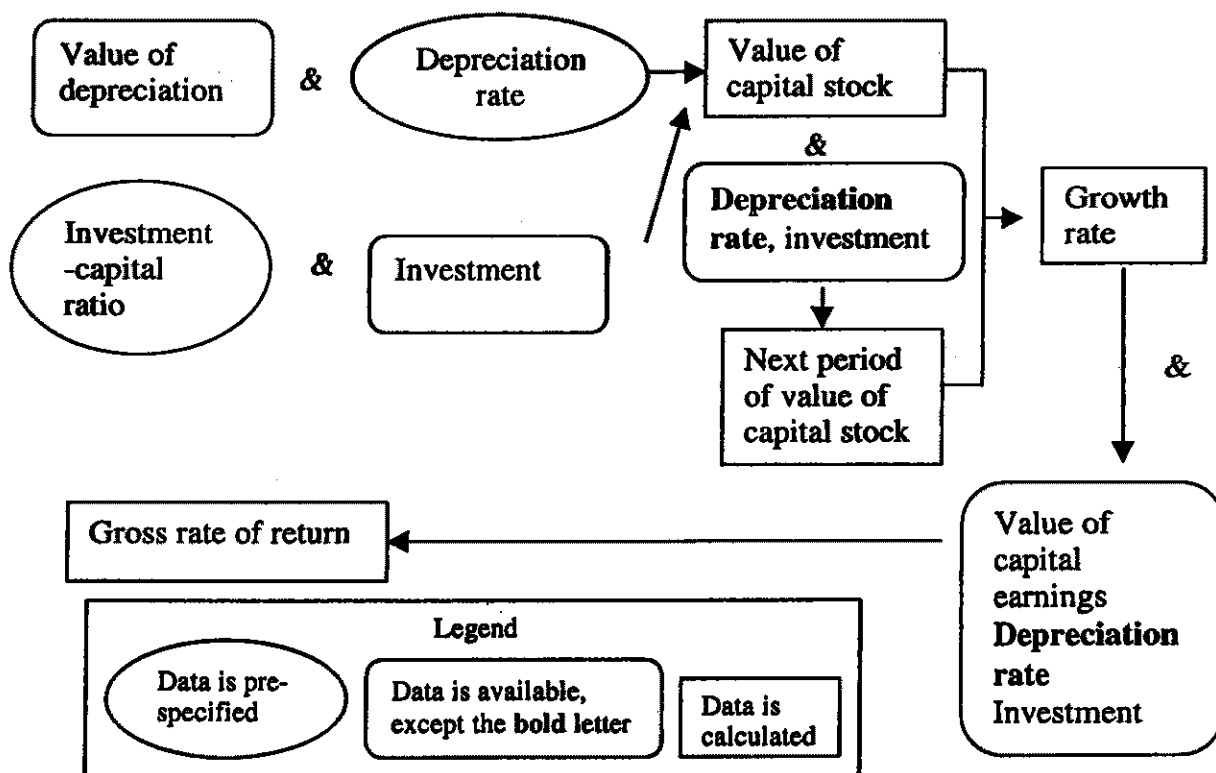 Value of
depreciation
&
Depreciation
rate
Value of
capital stock
&
Investment
-capital
ratio
&
Investment
Depreciation
rate, investment
Growth
rate
Next period
of value of
capital stock
&
Gross rate of return
Value of
capital
earnings
Depreciation
rate
Investment
Legend
Data is pre-
specified
Data is available,
except the bold letter
Data is
calculated